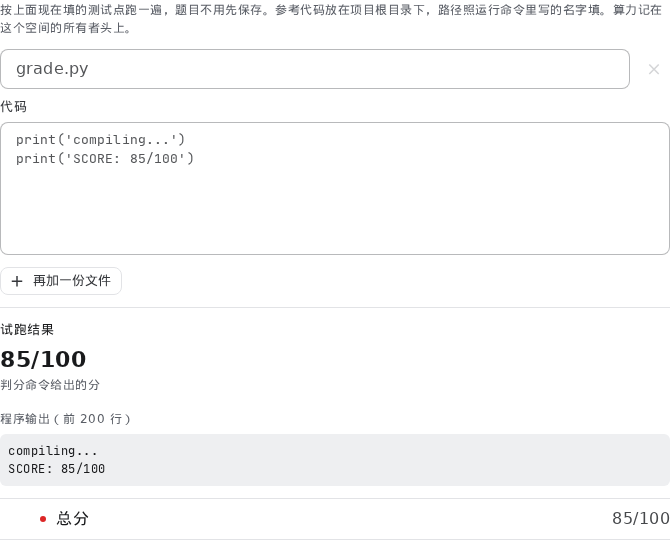 按上面现在填的测试点跑一遍，题目不用先保存。参考代码放在项目根目录下，路径照运行命令里写的名字填。算力记在
这个空间的所有者头上。
grade.py
代码
print('compiling...')
print('SCORE: 85/100')
再加一份文件
试跑结果
85/100
判分命令给出的分
程序输出（前 200 行）
compiling...
SCORE: 85/100
总分 85/100